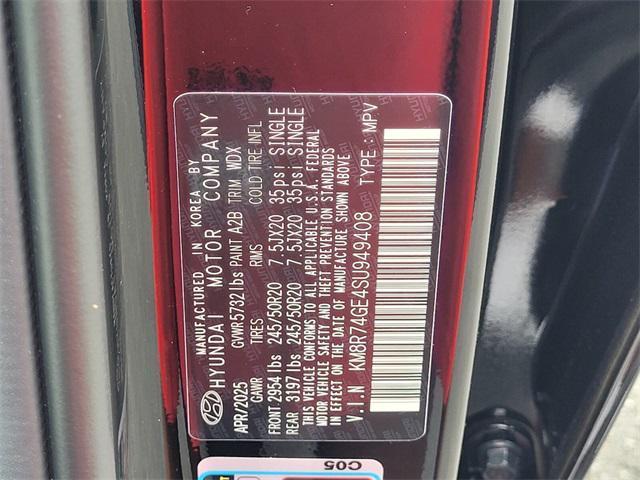 MANUFACTURED IN KOREA BY
HYUNDAI MOTOR COMPANY
APR/2025 GVWR5732lbs PAINT A2B TRIM WDX
GAWR TIRES RIMS COLD TIRE INFL
FRONT 2954 lbs 245/50R20 7.5JX20 35psi SINGLE
REAR 3197 lbs 245/50R20 7.5JX20 35psi SINGLE
THIS VEHICLE CONFORMS TO ALL APPLICABLE U.S.A. FEDERAL
MOTOR VEHICLE SAFETY AND THEFT PREVENTION STANDARDS
IN EFFECT ON THE DATE OF MANUFACTURE SHOWN ABOVE
V.I.N : KM8R74GE4SU949408 TYPE : MPV
C05